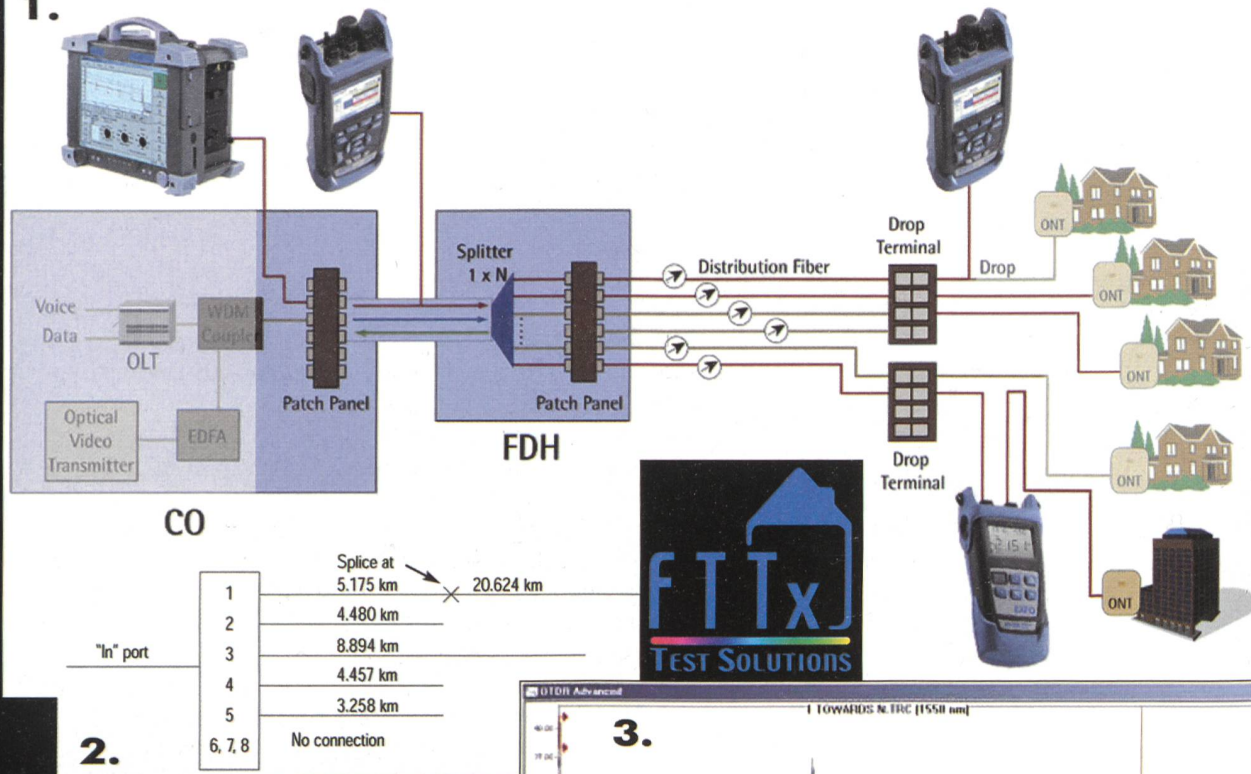 1.
Splitter
1 x N
Drop
Terminal
Distribution Fiber
Drop
ONT
ONT
ONT
ONT
ONT
Voice
Data
OLT
WDM
Coupler
Patch Panel
Patch Panel
Optical
Video
Transmitter
EDFA
FDH
CO
Drop
Terminal
EXFO
FTTx
TEST SOLUTIONS
Splice at
1
5.175 km
20.624 km
2
4.480 km
"In" port
3
8.894 km
4
4.457 km
5
3.258 km
6, 7, 8
No connection
2.
OTDR Advanced
1 TOWARDS N.TRC [1550 nm]
3.